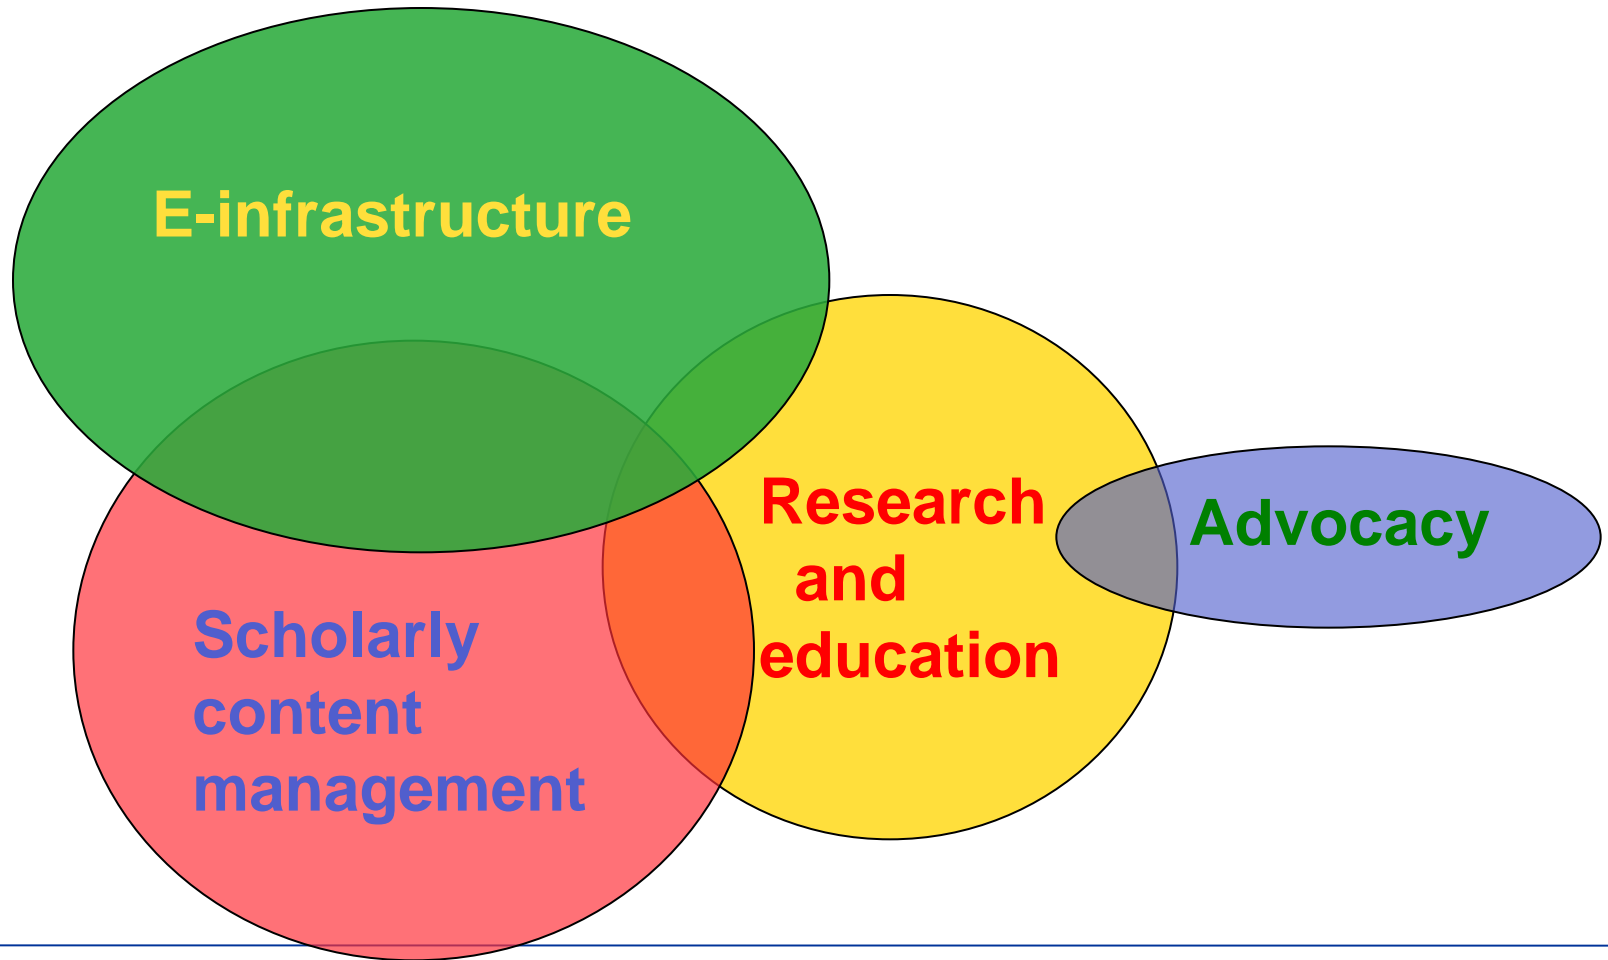 E-infrastructure
Research
and
education
Advocacy
Scholarly
content
management